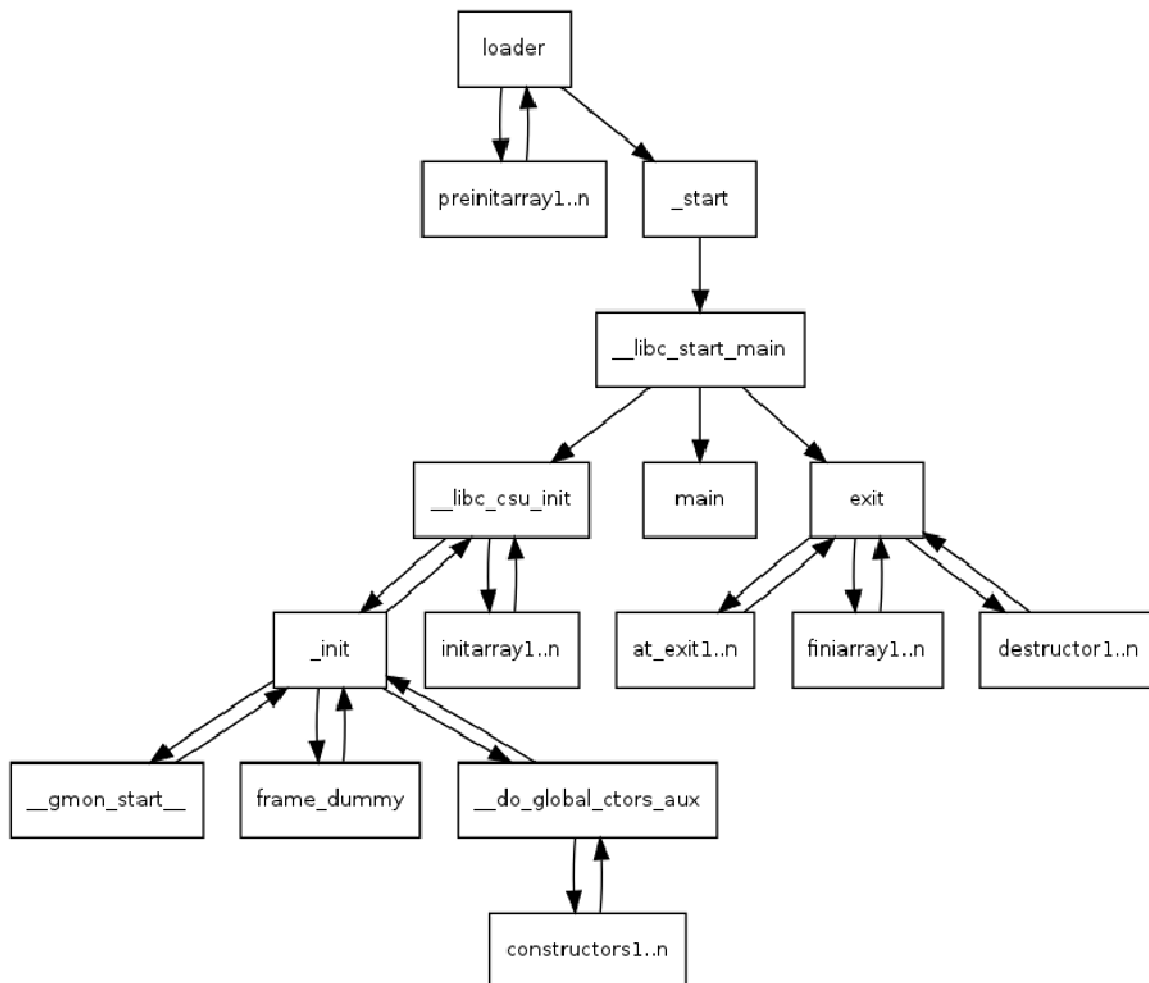 loader
preinitarray1..n
_start
__libc_start_main
__libc_csu_init
main
exit
_init
initarray1..n
at_exit1..n
finiarray1..n
destructor1..n
__gmon_start__
frame_dummy
__do_global_ctors_aux
constructors1..n